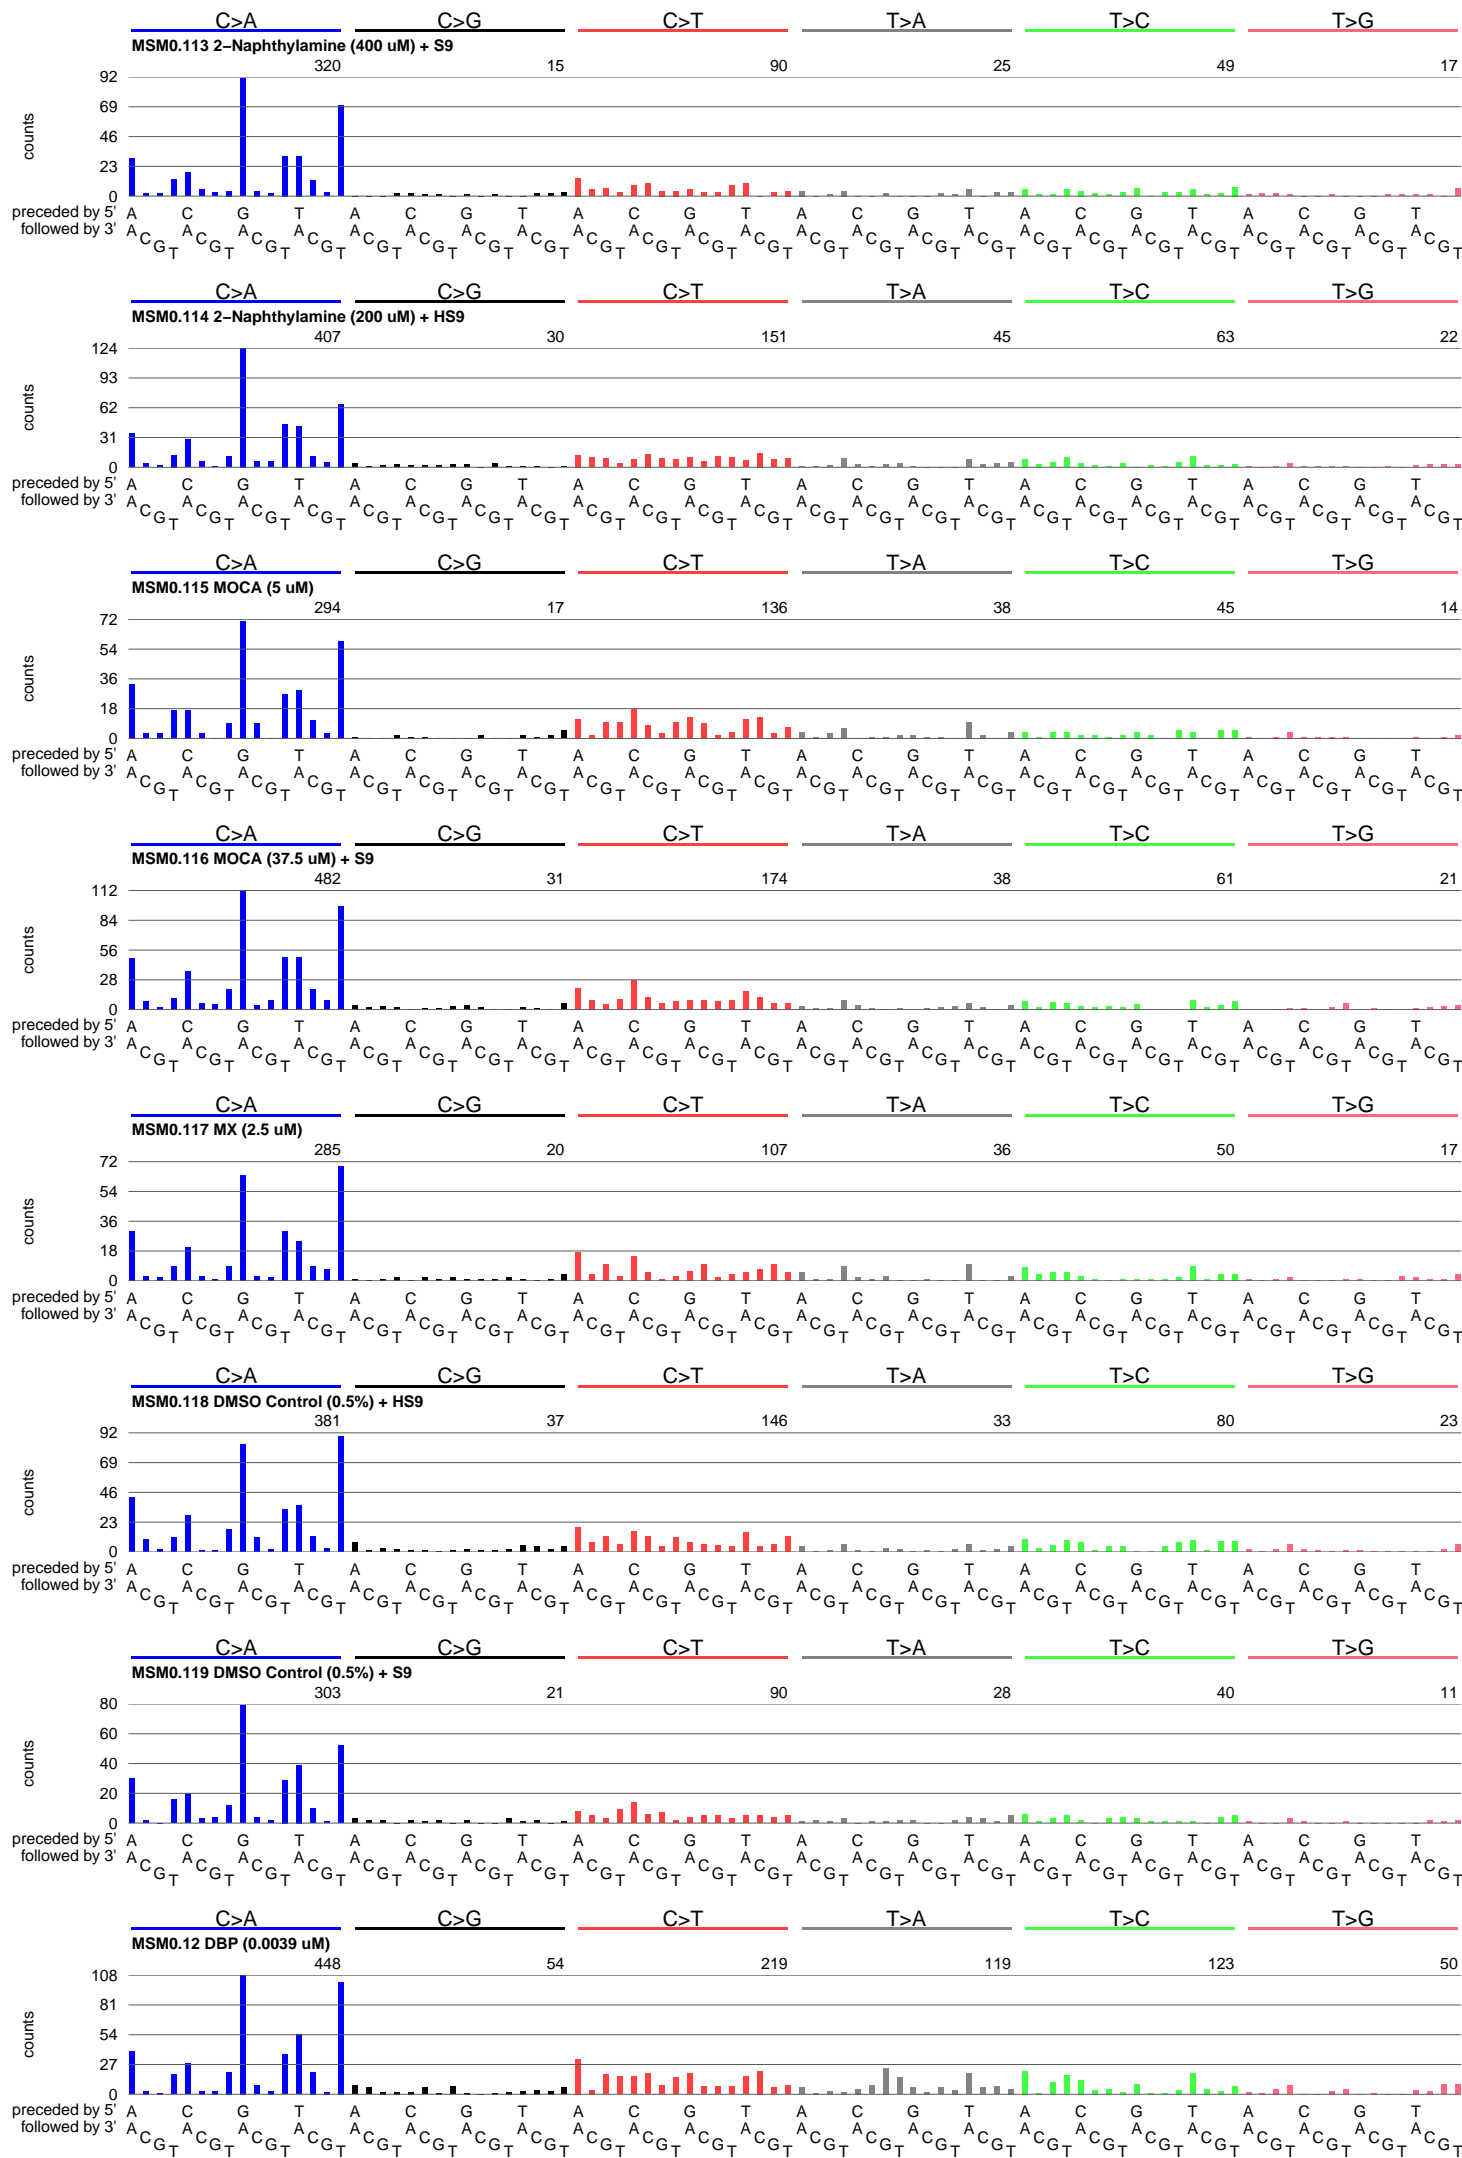 C>A C>G C>T T>A T>C T>G
MSM0.113 2−Naphthylamine (400 uM) + S9
320 15 90 25 49 17
92
69
46
23
0
counts
preceded by 5' A C G T A C G T A C G T A C G T A C G T A C G T
followed by 3' A C G T A C G T A C G T A C G T A C G T A C G T A C G T A C G T A C G T A C G T A C G T A C G T A C G T A C G T A C G T A C G T A C G T A C G T A C G T A C G T A C G T A C G T A C G T A C G T
C>A C>G C>T T>A T>C T>G
MSM0.114 2−Naphthylamine (200 uM) + HS9
407 30 151 45 63 22
124
93
62
31
0
counts
preceded by 5' A C G T A C G T A C G T A C G T A C G T A C G T
followed by 3' A C G T A C G T A C G T A C G T A C G T A C G T A C G T A C G T A C G T A C G T A C G T A C G T A C G T A C G T A C G T A C G T A C G T A C G T A C G T A C G T A C G T A C G T A C G T A C G T
C>A C>G C>T T>A T>C T>G
MSM0.115 MOCA (5 uM)
294 17 136 38 45 14
72
54
36
18
0
counts
preceded by 5' A C G T A C G T A C G T A C G T A C G T A C G T
followed by 3' A C G T A C G T A C G T A C G T A C G T A C G T A C G T A C G T A C G T A C G T A C G T A C G T A C G T A C G T A C G T A C G T A C G T A C G T A C G T A C G T A C G T A C G T A C G T A C G T
C>A C>G C>T T>A T>C T>G
MSM0.116 MOCA (37.5 uM) + S9
482 31 174 38 61 21
112
84
56
28
0
counts
preceded by 5' A C G T A C G T A C G T A C G T A C G T A C G T
followed by 3' A C G T A C G T A C G T A C G T A C G T A C G T A C G T A C G T A C G T A C G T A C G T A C G T A C G T A C G T A C G T A C G T A C G T A C G T A C G T A C G T A C G T A C G T A C G T A C G T
C>A C>G C>T T>A T>C T>G
MSM0.117 MX (2.5 uM)
285 20 107 36 50 17
72
54
36
18
0
counts
preceded by 5' A C G T A C G T A C G T A C G T A C G T A C G T
followed by 3' A C G T A C G T A C G T A C G T A C G T A C G T A C G T A C G T A C G T A C G T A C G T A C G T A C G T A C G T A C G T A C G T A C G T A C G T A C G T A C G T A C G T A C G T A C G T A C G T
C>A C>G C>T T>A T>C T>G
MSM0.118 DMSO Control (0.5%) + HS9
381 37 146 33 80 23
92
69
46
23
0
counts
preceded by 5' A C G T A C G T A C G T A C G T A C G T A C G T
followed by 3' A C G T A C G T A C G T A C G T A C G T A C G T A C G T A C G T A C G T A C G T A C G T A C G T A C G T A C G T A C G T A C G T A C G T A C G T A C G T A C G T A C G T A C G T A C G T A C G T
C>A C>G C>T T>A T>C T>G
MSM0.119 DMSO Control (0.5%) + S9
303 21 90 28 40 11
80
60
40
20
0
counts
preceded by 5' A C G T A C G T A C G T A C G T A C G T A C G T
followed by 3' A C G T A C G T A C G T A C G T A C G T A C G T A C G T A C G T A C G T A C G T A C G T A C G T A C G T A C G T A C G T A C G T A C G T A C G T A C G T A C G T A C G T A C G T A C G T A C G T
C>A C>G C>T T>A T>C T>G
MSM0.12 DBP (0.0039 uM)
448 54 219 119 123 50
108
81
54
27
0
counts
preceded by 5' A C G T A C G T A C G T A C G T A C G T A C G T
followed by 3' A C G T A C G T A C G T A C G T A C G T A C G T A C G T A C G T A C G T A C G T A C G T A C G T A C G T A C G T A C G T A C G T A C G T A C G T A C G T A C G T A C G T A C G T A C G T A C G T